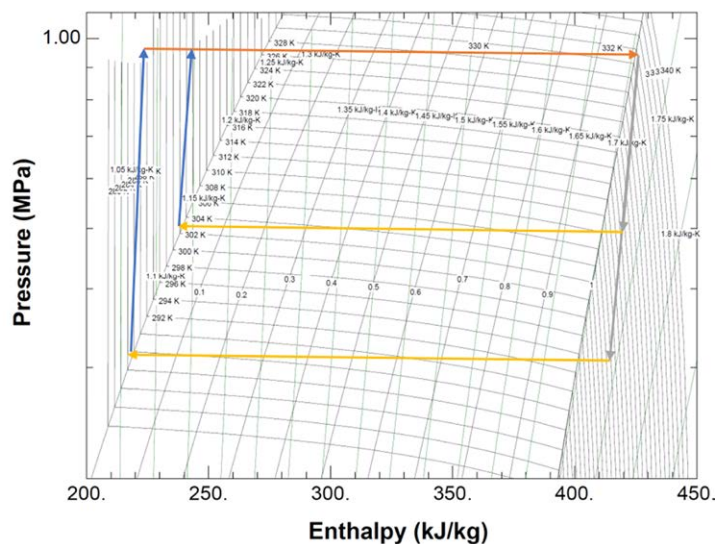 1.00
328 K
330
332 K
1.3 kJ/kg-K
1.25 kJ/kg-K
340 K
324 K
322 K
320 K
318 K
1.2 kJ/kg-K
316 K
1.35 kJ/kg-K
1.4 kJ/kg-K
1.45 kJ/kg-K
1.5 kJ/kg-K
1.55 kJ/kg-K
1.6 kJ/kg-K
1.65 kJ/kg-K
1.7 kJ/kg-K
1.75 kJ/kg-K
314 K
312 K
310 K
308 K
1.05 kJ/kg-K
1.15 kJ/kg-K
304 K
302 K
300 K
298 K
1.8 kJ/kg-K
1.1 kJ/kg-K
296 K
294 K
292 K
0.1
0.2
0.3
0.4
0.5
0.6
0.7
0.8
0.9
1
Pressure (MPa)
200.
250.
300.
350.
400.
450.
Enthalpy (kJ/kg)